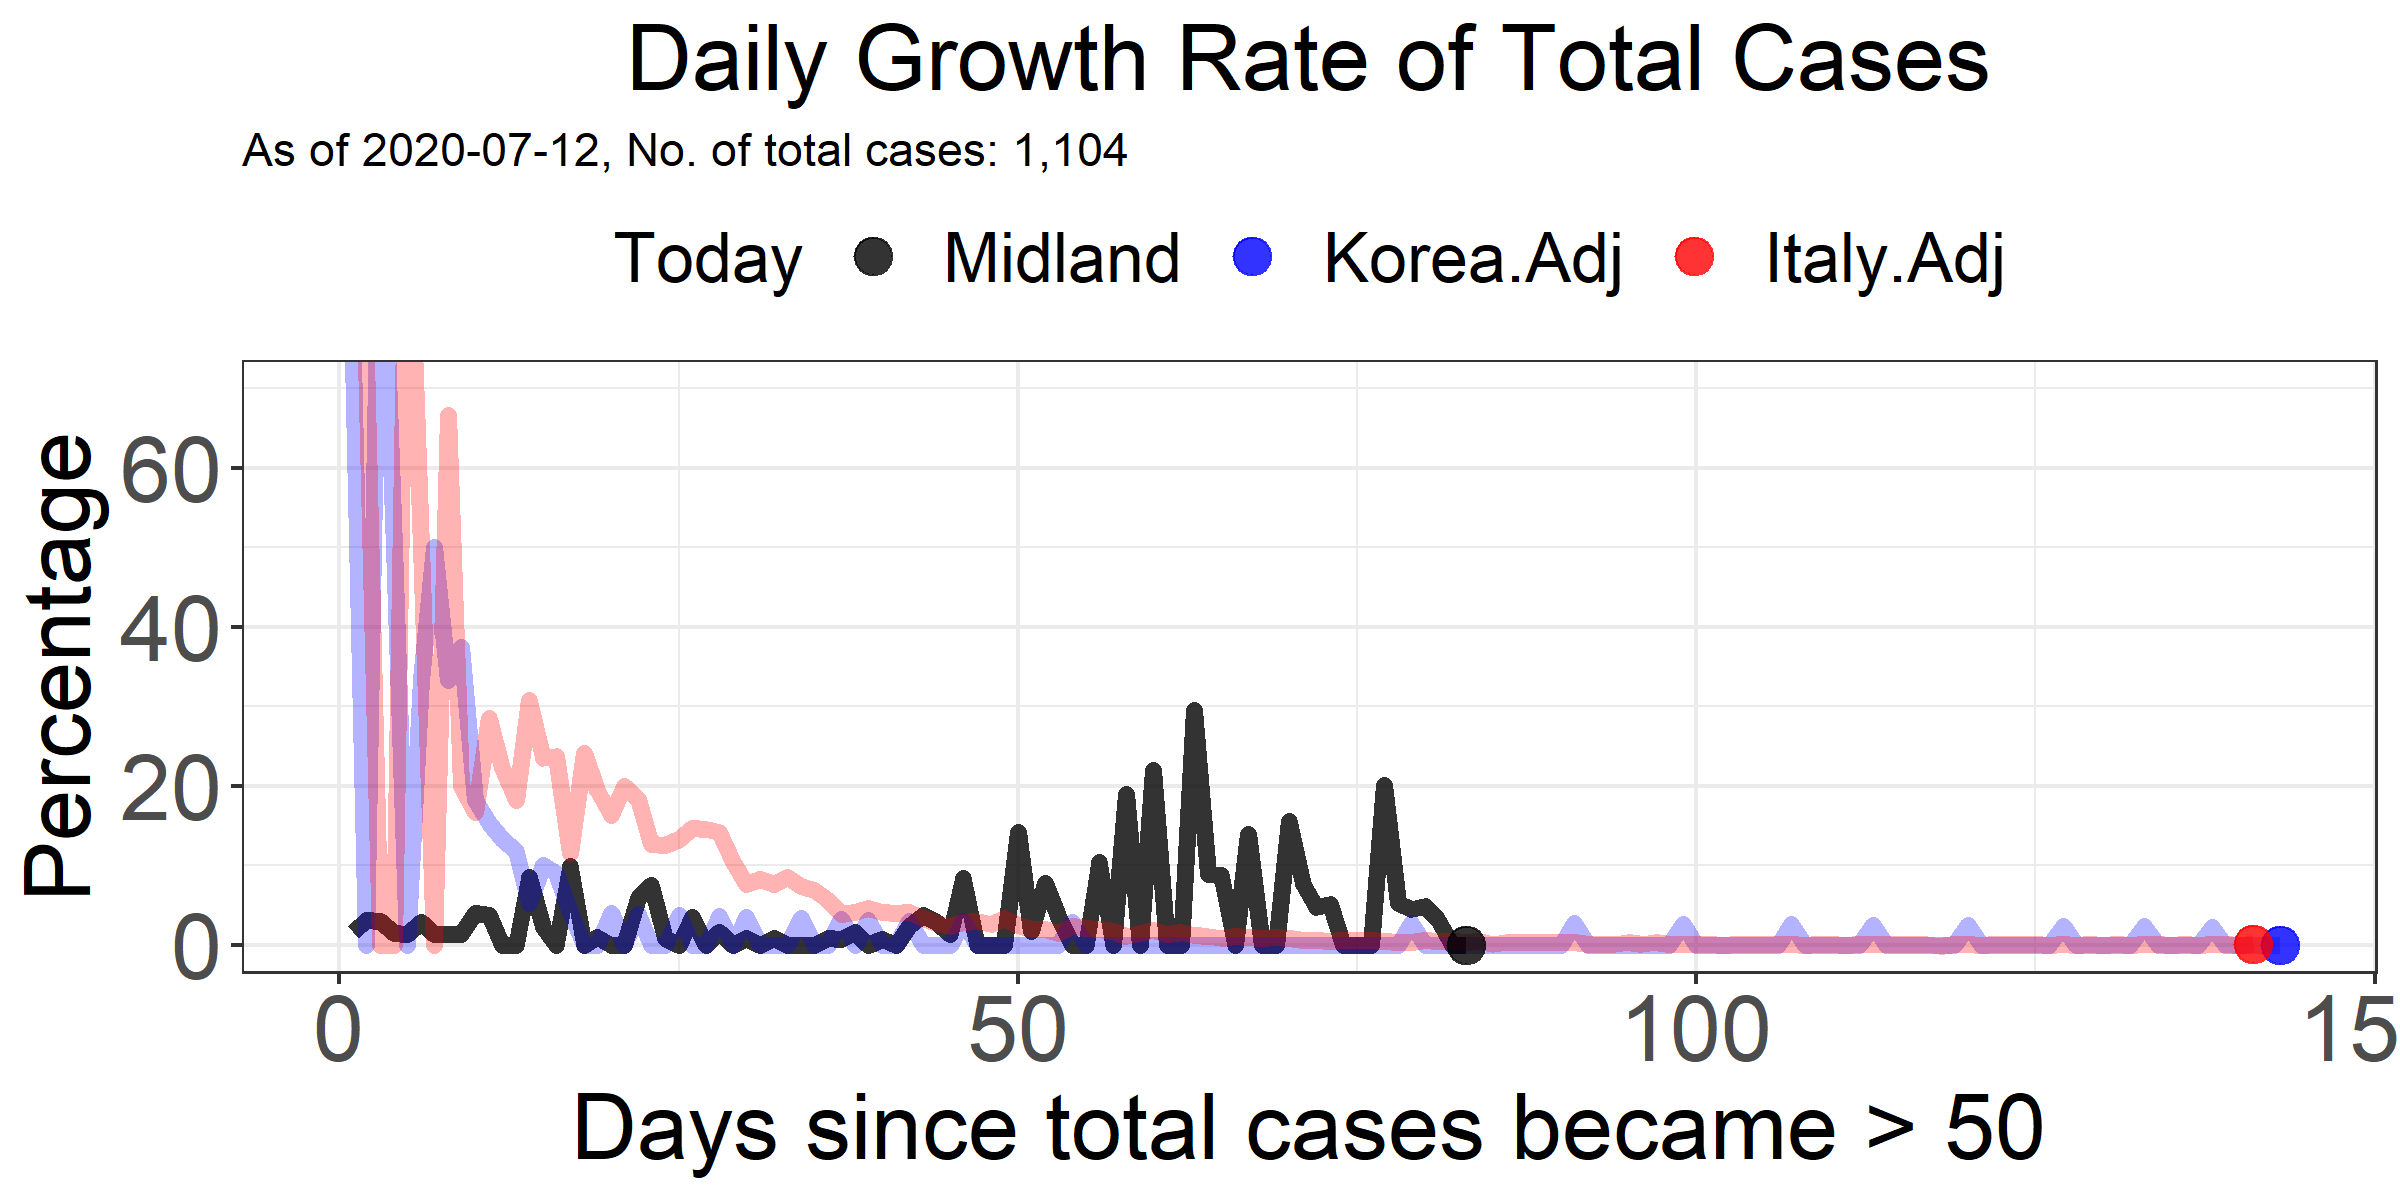 Daily Growth Rate of Total Cases
As of 2020-07-12, No. of total cases: 1,104
Today Midland Korea.Adj Italy.Adj
Percentage
60
40
20
0
0 50 100 15
Days since total cases became > 50